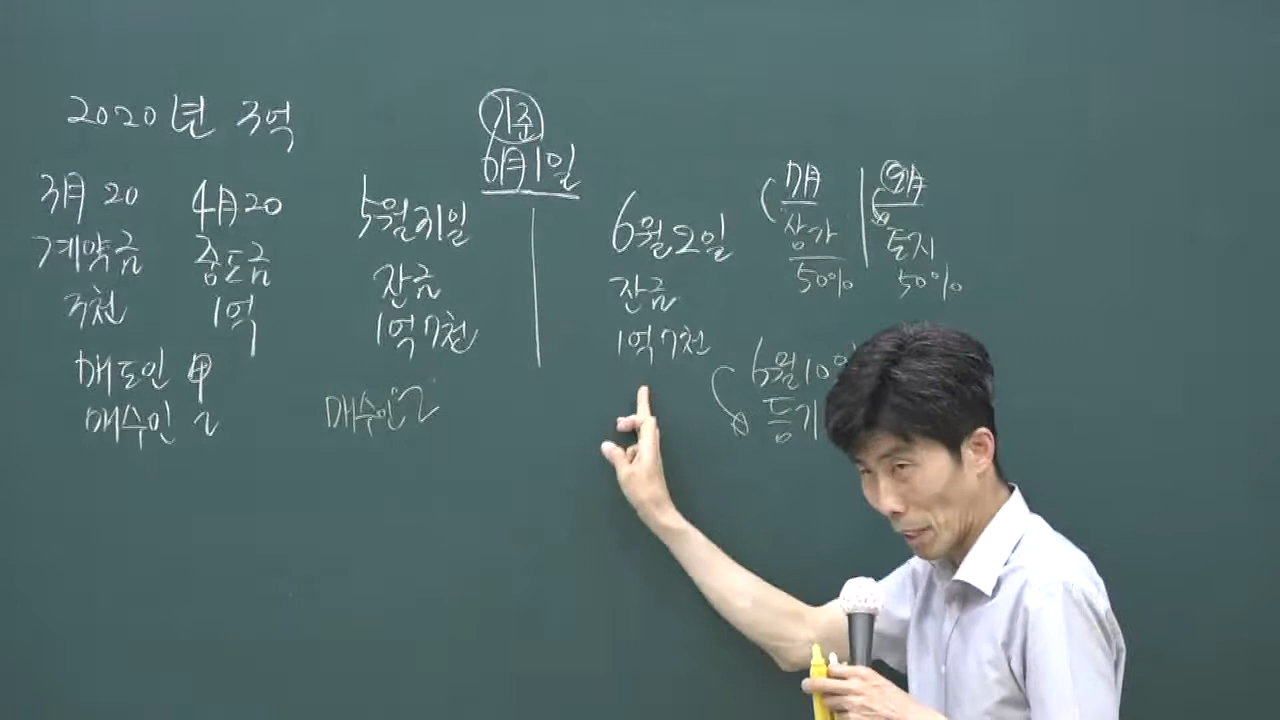 2020년 3억
3月 20
계약금
3천
4月20
중도금
1억
매도인 甲
매수인 乙
5월31일
잔금
1억7천
매수인 乙
기준
6月1일
6월2일
잔금
1억7천
7月
상가
50%
9月
토지
50%
6월10일
등기